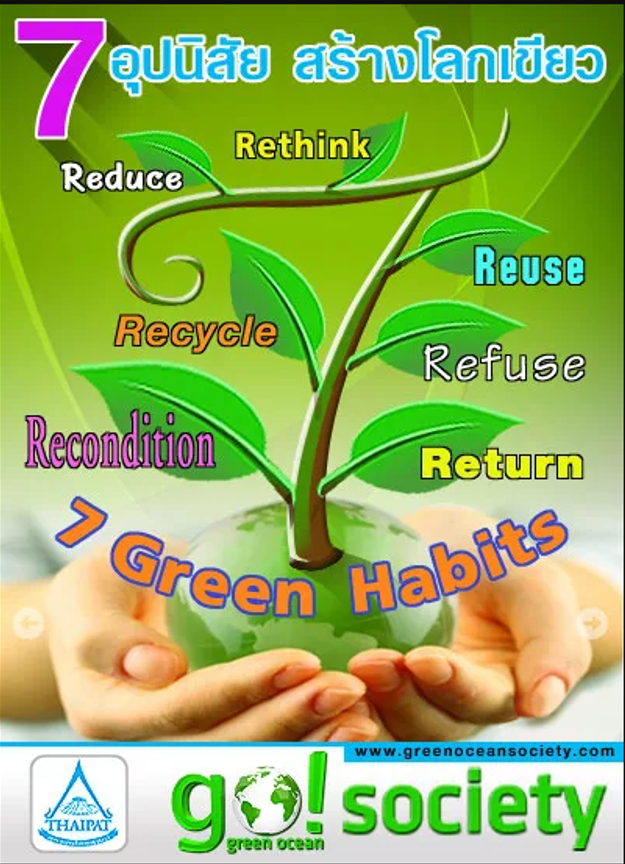 7 อุปนิสัย สร้างโลกเขียว
Rethink
Reduce
Reuse
Recycle
Refuse
Recondition
Return
7 Green Habits
www.greenoceansociety.com
THAIPAT
go! society
green ocean